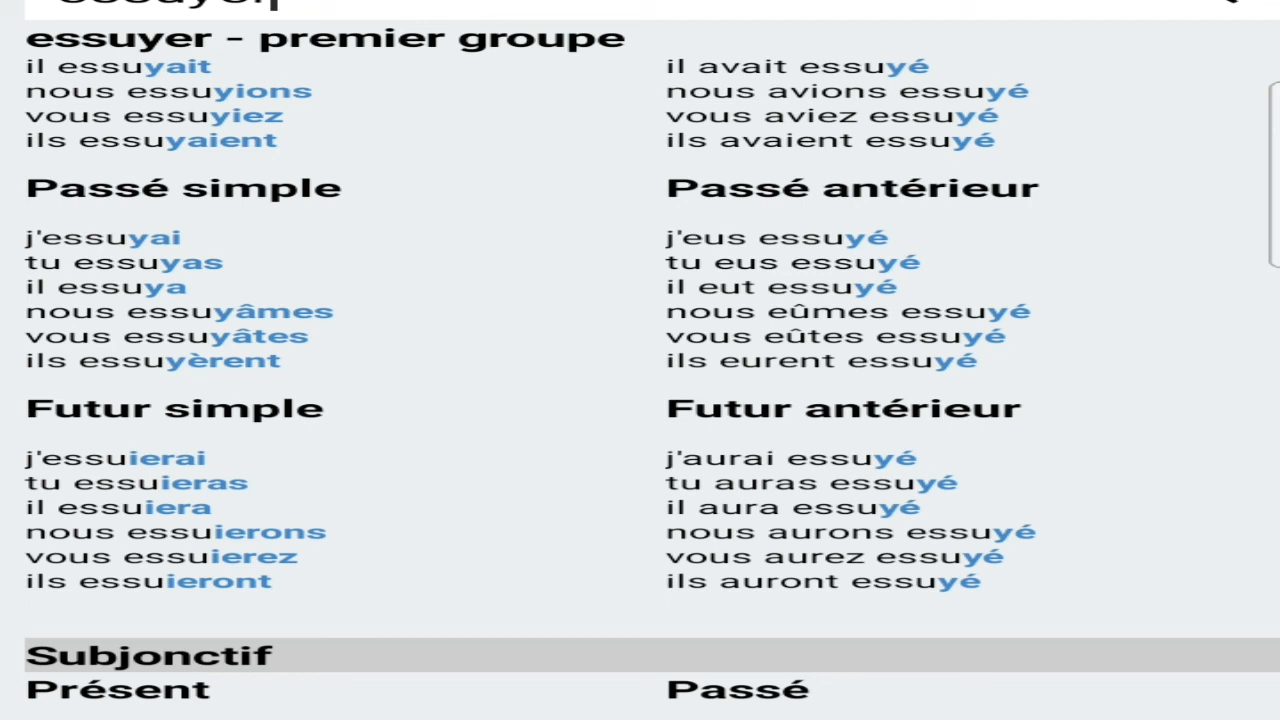 essuyer - premier groupe
il essuyait
nous essuyions
vous essuyiez
ils essuyaient
il avait essuyé
nous avions essuyé
vous aviez essuyé
ils avaient essuyé
Passé simple
j'essuyai
tu essuyas
il essuya
nous essuyâmes
vous essuyâtes
ils essuyèrent
Passé antérieur
j'eus essuyé
tu eus essuyé
il eut essuyé
nous eûmes essuyé
vous eûtes essuyé
ils eurent essuyé
Futur simple
j'essuierai
tu essuieras
il essuiera
nous essuierons
vous essuierez
ils essuieront
Futur antérieur
j'aurai essuyé
tu auras essuyé
il aura essuyé
nous aurons essuyé
vous aurez essuyé
ils auront essuyé
Subjonctif
Présent
Passé